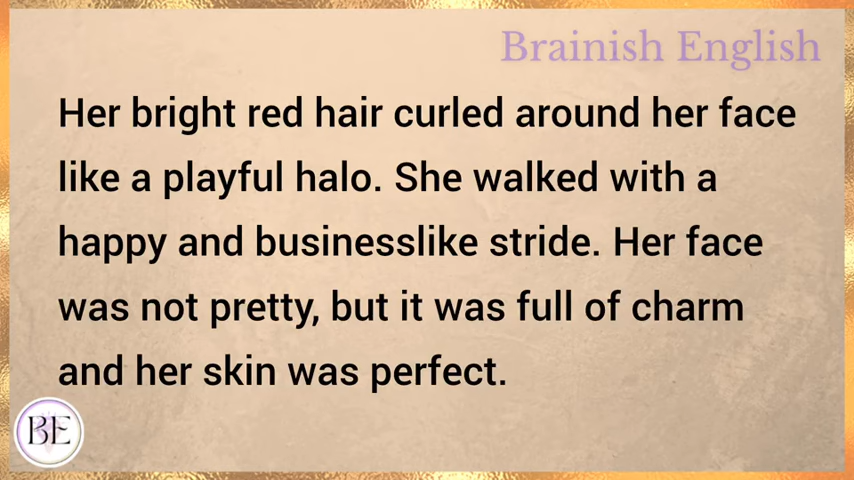 Brainish English
Her bright red hair curled around her face
like a playful halo. She walked with a
happy and businesslike stride. Her face
was not pretty, but it was full of charm
and her skin was perfect.
BE